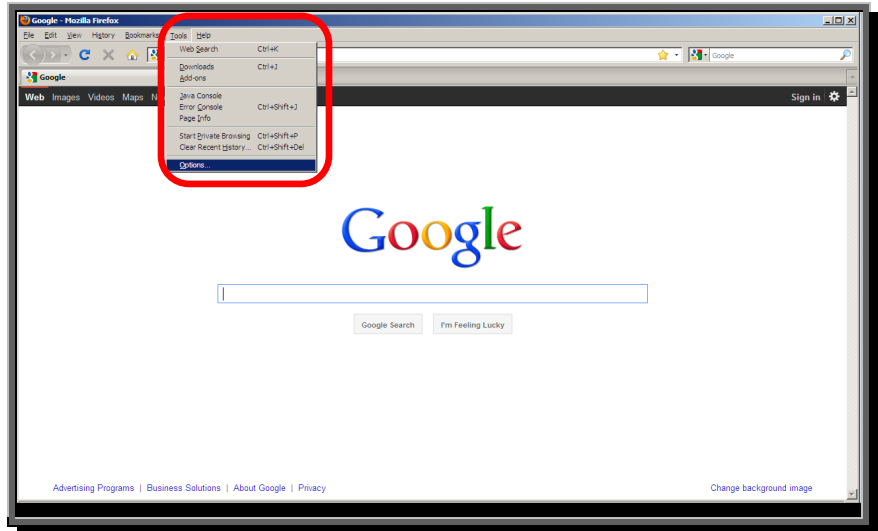 Google - Mozilla Firefox
File Edit View History Bookmarks Tools Help
Web Search Ctrl+K
Downloads Ctrl+J
Add-ons
Java Console
Error Console Ctrl+Shift+J
Page Info
Start Private Browsing Ctrl+Shift+P
Clear Recent History... Ctrl+Shift+Del
Options...
Google
Google
Web Images Videos Maps Sign in
Google
Google Search I'm Feeling Lucky
Advertising Programs | Business Solutions | About Google | Privacy Change background image